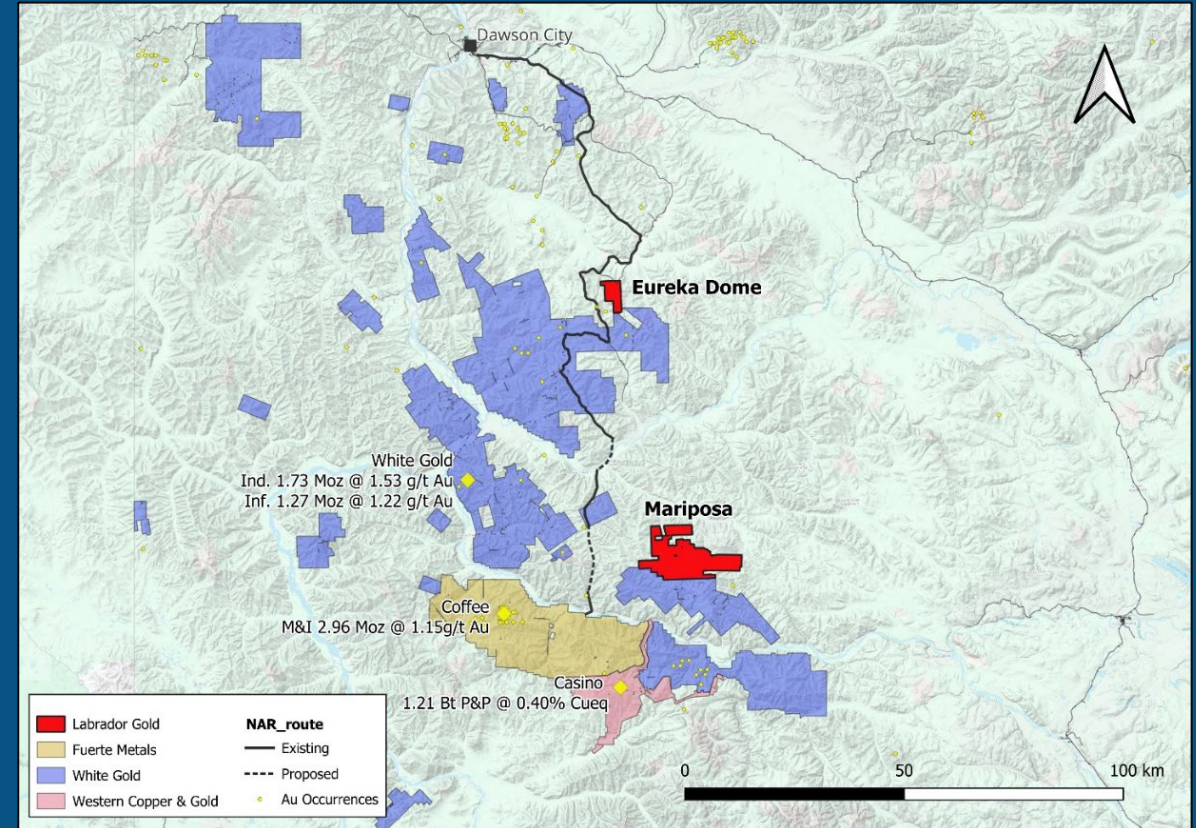 Dawson City
Eureka Dome
White Gold
Ind. 1.73 Moz @ 1.53 g/t Au
Inf. 1.27 Moz @ 1.22 g/t Au
Mariposa
Coffee
M&I 2.96 Moz @ 1.15g/t Au
Casino
1.21 Bt P&P @ 0.40% Cueq
Labrador Gold
Fuerte Metals
White Gold
Western Copper & Gold
NAR_route
Existing
Proposed
Au Occurrences
0 50 100 km